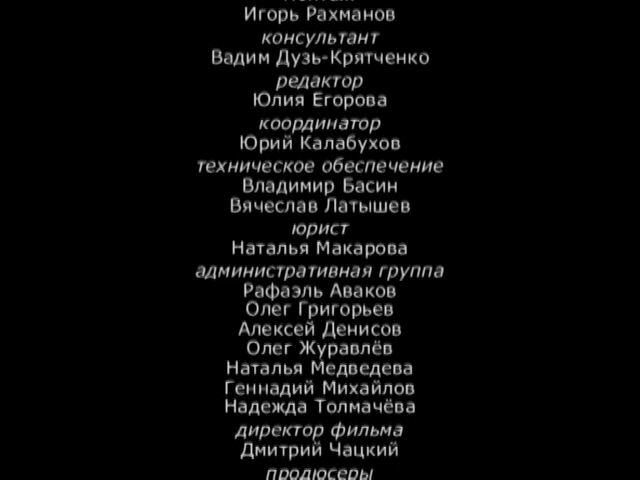 Игорь Рахманов
консультант
Вадим Дузь-Крятченко
редактор
Юлия Егорова
координатор
Юрий Калабухов
техническое обеспечение
Владимир Басин
Вячеслав Латышев
юрист
Наталья Макарова
административная группа
Рафаэль Аваков
Олег Григорьев
Алексей Денисов
Олег Журавлёв
Наталья Медведева
Геннадий Михайлов
Надежда Толмачёва
директор фильма
Дмитрий Чацкий
продюсеры